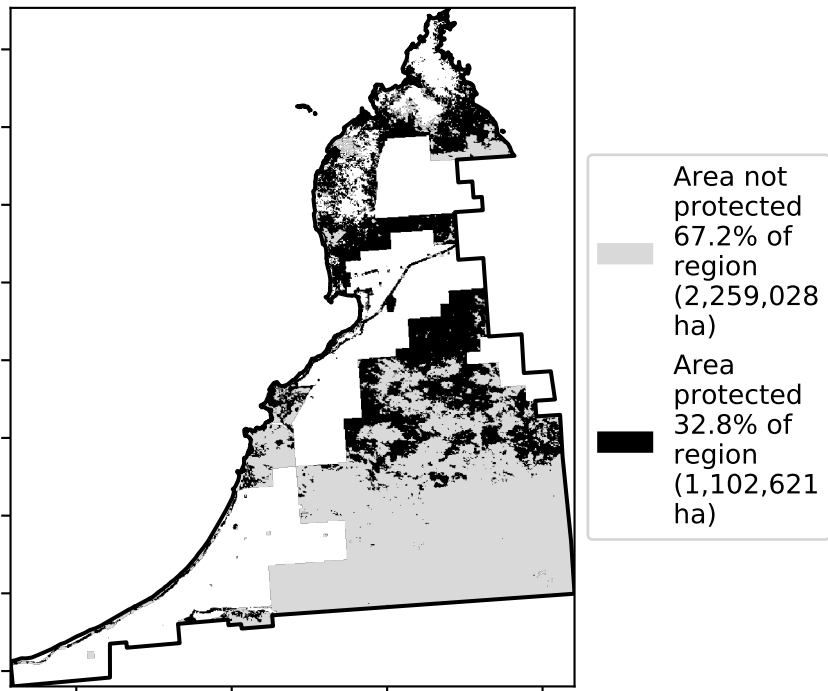 Area not
protected
67.2% of
region
(2,259,028
ha)
Area
protected
32.8% of
region
(1,102,621
ha)